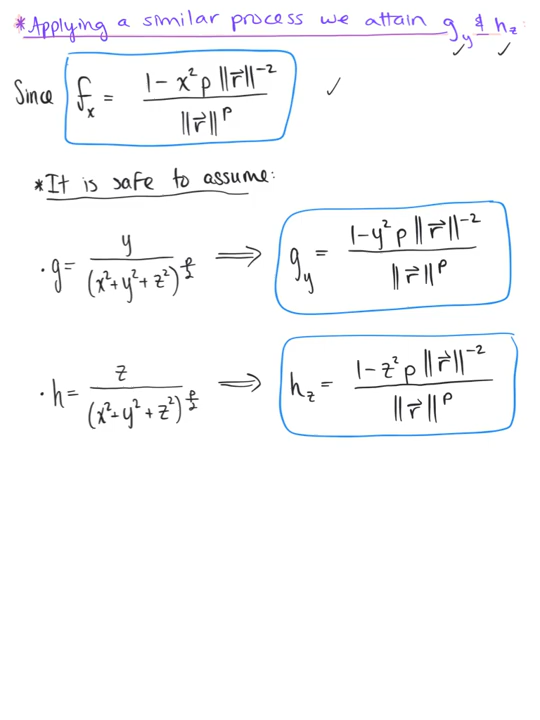 *Applying a similar process we attain g_y & h_z:
✓ ✓
Since f_x = (1 - x²p ||r⃗||⁻²) / ||r⃗||^p ✓
*It is safe to assume:
· g = y / (x²+y²+z²)^(p/2) ⟹ g_y = (1-y²p ||r⃗||⁻²) / ||r⃗||^p
· h = z / (x²+y²+z²)^(p/2) ⟹ h_z = (1-z²p ||r⃗||⁻²) / ||r⃗||^p